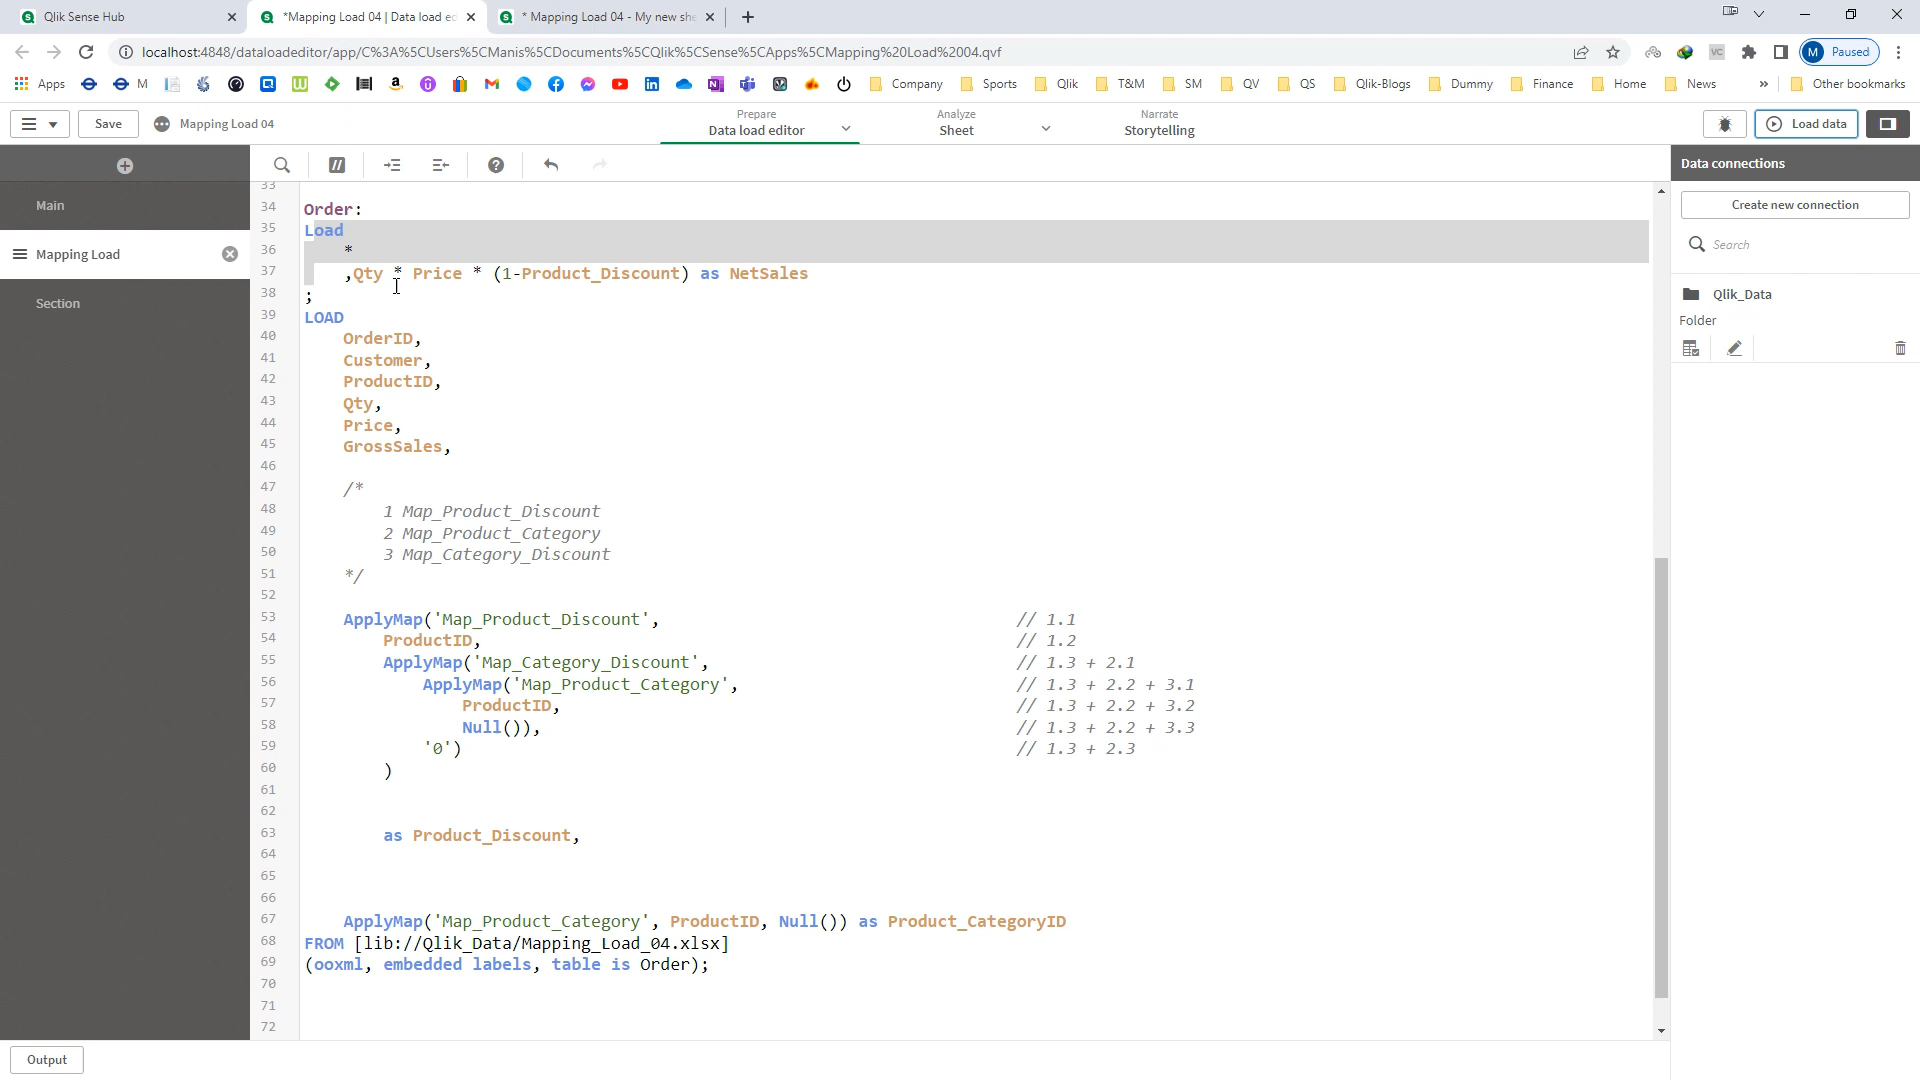 Qlik Sense Hub
*Mapping Load 04 | Data load ed
* Mapping Load 04 - My new she
localhost:4848/dataloadeditor/app/C%3A%5CUsers%5CManis%5CDocuments%5CQlik%5CSense%5CApps%5CMapping%20Load%2004.qvf
M Paused
Apps M Company Sports Qlik T&M SM QV QS Qlik-Blogs Dummy Finance Home News » Other bookmarks
Save Mapping Load 04
Prepare
Data load editor
Analyze
Sheet
Narrate
Storytelling
Load data
Main
Mapping Load
Section
33
34 Order:
35 Load
36 *
37 ,Qty * Price * (1-Product_Discount) as NetSales
38 ;
39 LOAD
40 OrderID,
41 Customer,
42 ProductID,
43 Qty,
44 Price,
45 GrossSales,
46
47 /*
48 1 Map_Product_Discount
49 2 Map_Product_Category
50 3 Map_Category_Discount
51 */
52
53 ApplyMap('Map_Product_Discount', // 1.1
54 ProductID, // 1.2
55 ApplyMap('Map_Category_Discount', // 1.3 + 2.1
56 ApplyMap('Map_Product_Category', // 1.3 + 2.2 + 3.1
57 ProductID, // 1.3 + 2.2 + 3.2
58 Null()), // 1.3 + 2.2 + 3.3
59 '0') // 1.3 + 2.3
60 )
61
62
63 as Product_Discount,
64
65
66
67 ApplyMap('Map_Product_Category', ProductID, Null()) as Product_CategoryID
68 FROM [lib://Qlik_Data/Mapping_Load_04.xlsx]
69 (ooxml, embedded labels, table is Order);
70
71
72
Data connections
Create new connection
Search
Qlik_Data
Folder
Output